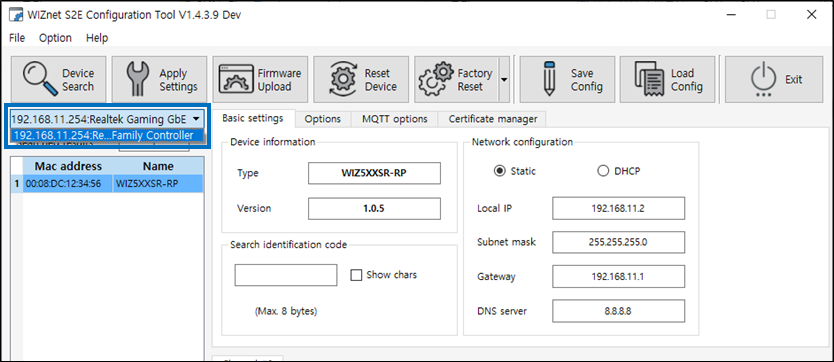 WIZnet S2E Configuration Tool V1.4.3.9 Dev
File Option Help
Device Search
Apply Settings
Firmware Upload
Reset Device
Factory Reset
Save Config
Load Config
Exit
192.168.11.254:Realtek Gaming GbE
192.168.11.254:Re...Family Controller
Mac address Name
1 00:08:DC:12:34:56 WIZ5XXSR-RP
Basic settings Options MQTT options Certificate manager
Device information
Type WIZ5XXSR-RP
Version 1.0.5
Search identification code
Show chars
(Max. 8 bytes)
Network configuration
Static DHCP
Local IP 192.168.11.2
Subnet mask 255.255.255.0
Gateway 192.168.11.1
DNS server 8.8.8.8